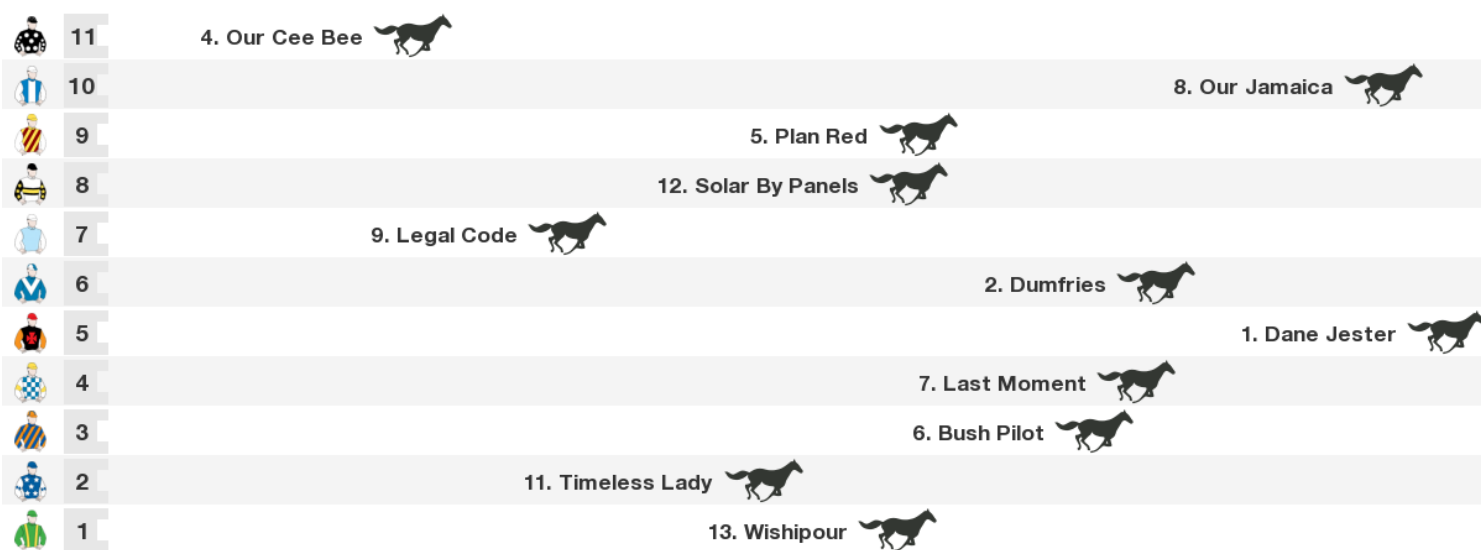 11 4. Our Cee Bee
10 8. Our Jamaica
9 5. Plan Red
8 12. Solar By Panels
7 9. Legal Code
6 2. Dumfries
5 1. Dane Jester
4 7. Last Moment
3 6. Bush Pilot
2 11. Timeless Lady
1 13. Wishipour